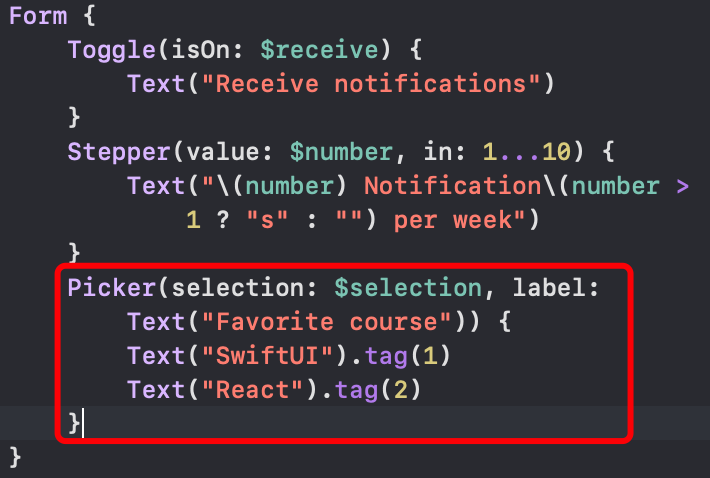 Form {
Toggle(isOn: $receive) {
Text("Receive notifications")
}
Stepper(value: $number, in: 1...10) {
Text("\(number) Notification\(number >
1 ? "s" : "") per week")
}
Picker(selection: $selection, label:
Text("Favorite course")) {
Text("SwiftUI").tag(1)
Text("React").tag(2)
}
}